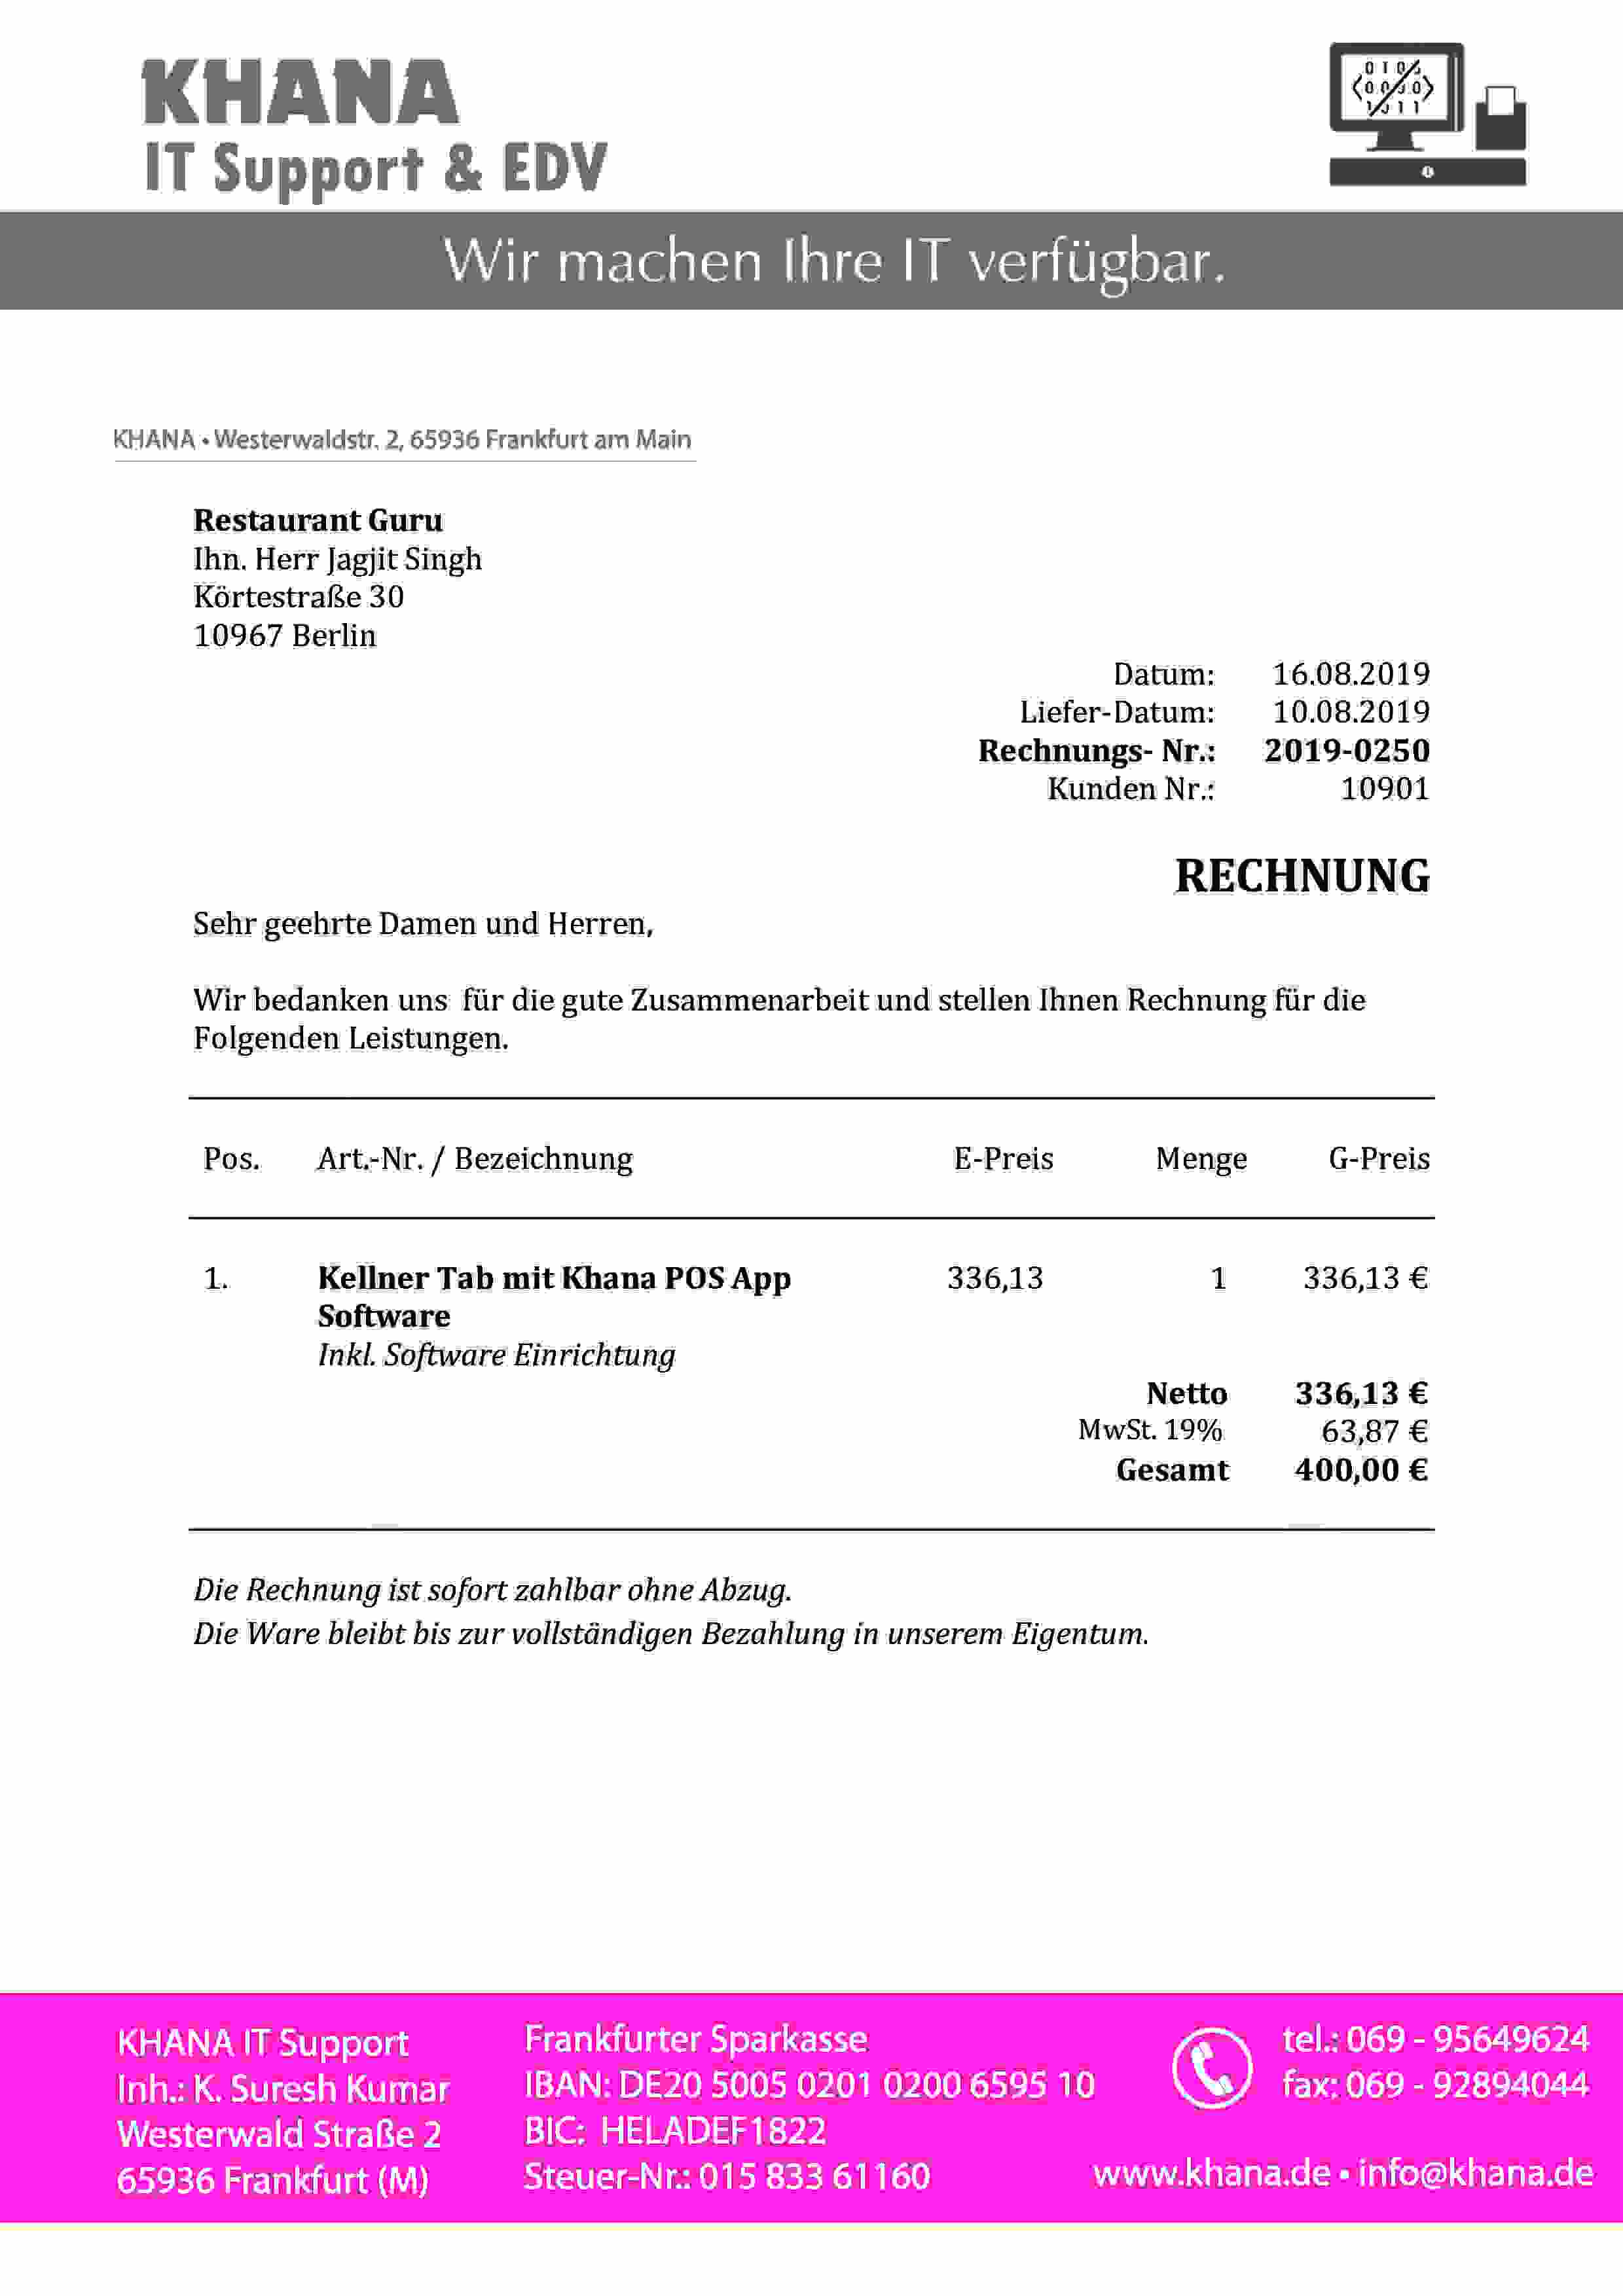 KHANA
IT Support & EDV
Wir machen Ihre IT verfügbar.
KHANA • Westerwaldstr. 2, 65936 Frankfurt am Main
Restaurant Guru
Ihn. Herr Jagjit Singh
Körtestraße 30
10967 Berlin
Datum: 16.08.2019
Liefer-Datum: 10.08.2019
Rechnungs- Nr.: 2019-0250
Kunden Nr.: 10901
RECHNUNG
Sehr geehrte Damen und Herren,
Wir bedanken uns für die gute Zusammenarbeit und stellen Ihnen Rechnung für die
Folgenden Leistungen.
Pos. Art.-Nr. / Bezeichnung E-Preis Menge G-Preis
1. Kellner Tab mit Khana POS App 336,13 1 336,13 €
Software
Inkl. Software Einrichtung
Netto 336,13 €
MwSt. 19% 63,87 €
Gesamt 400,00 €
Die Rechnung ist sofort zahlbar ohne Abzug.
Die Ware bleibt bis zur vollständigen Bezahlung in unserem Eigentum.
KHANA IT Support
Inh.: K. Suresh Kumar
Westerwald Straße 2
65936 Frankfurt (M)
Frankfurter Sparkasse
IBAN: DE20 5005 0201 0200 6595 10
BIC: HELADEF1822
Steuer-Nr.: 015 833 61160
tel.: 069 - 95649624
fax: 069 - 92894044
www.khana.de • info@khana.de